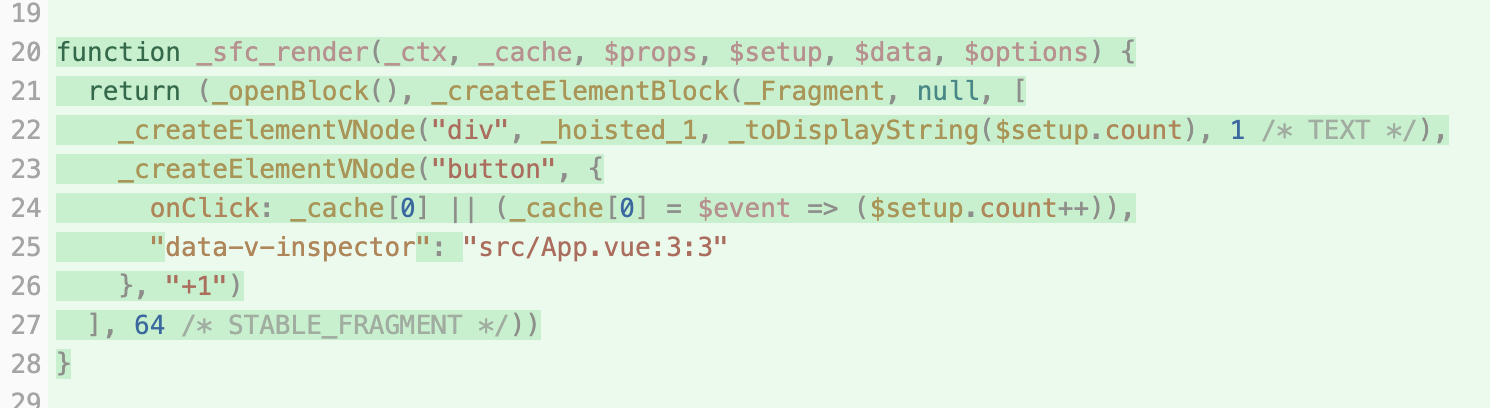 19
20 function _sfc_render(_ctx, _cache, $props, $setup, $data, $options) {
21   return (_openBlock(), _createElementBlock(_Fragment, null, [
22     _createElementVNode("div", _hoisted_1, _toDisplayString($setup.count), 1 /* TEXT */),
23     _createElementVNode("button", {
24       onClick: _cache[0] || (_cache[0] = $event => ($setup.count++)),
25       "data-v-inspector": "src/App.vue:3:3"
26     }, "+1")
27   ], 64 /* STABLE_FRAGMENT */))
28 }
29